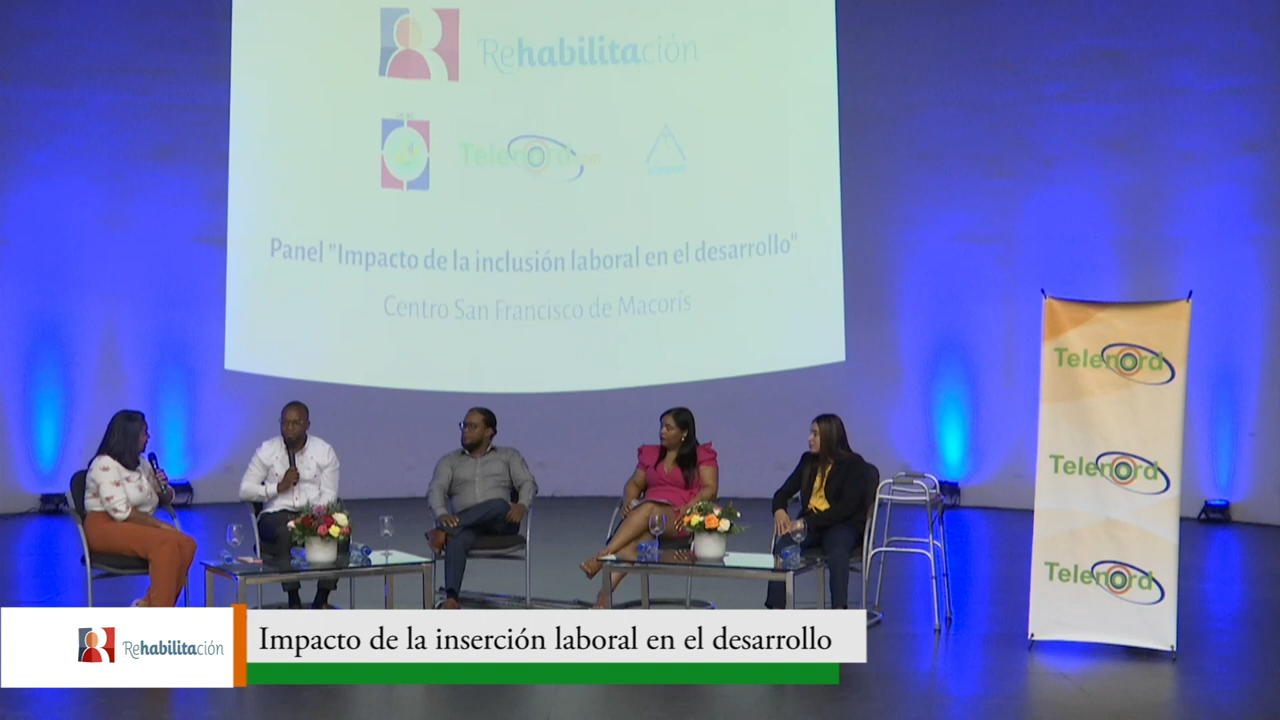 Rehabilitación
Telenord
Panel "Impacto de la inclusión laboral en el desarrollo"
Centro San Francisco de Macorís
Telenord
Telenord
Telenord
Rehabilitación
Impacto de la inserción laboral en el desarrollo